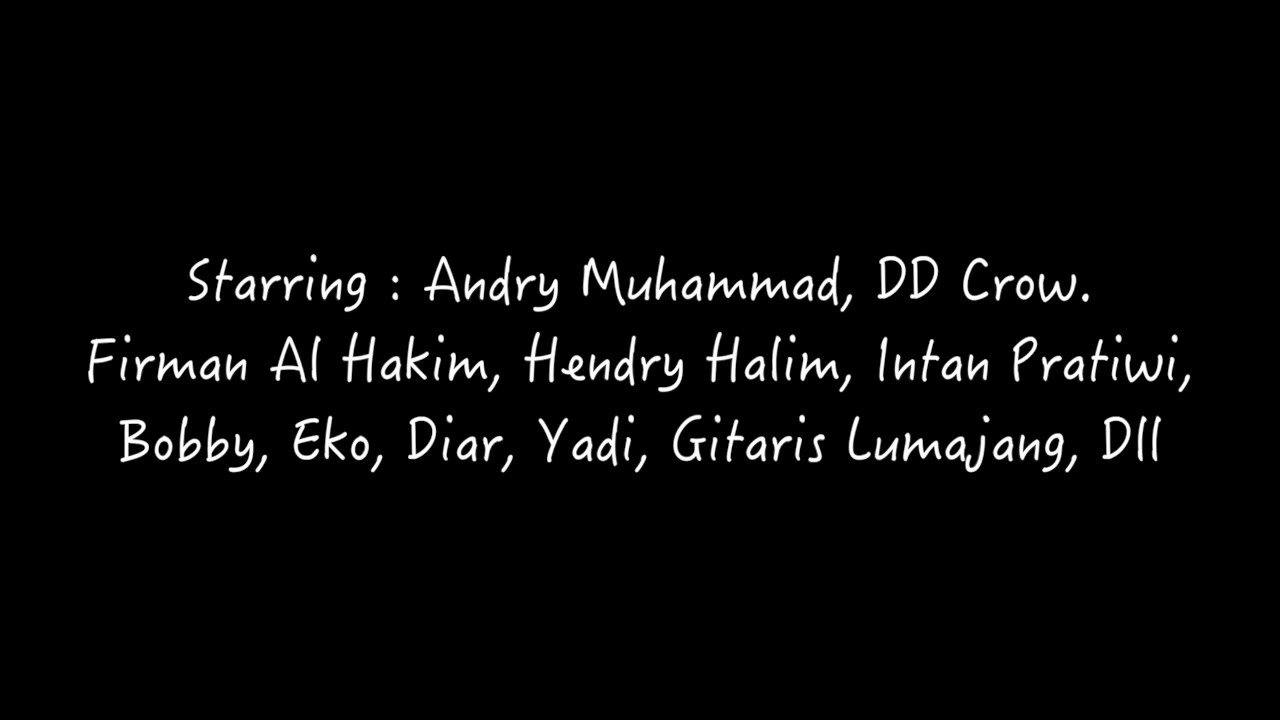 Starring : Andry Muhammad, DD Crow.
Firman Al Hakim, Hendry Halim, Intan Pratiwi,
Bobby, Eko, Diar, Yadi, Gitaris Lumajang, Dll